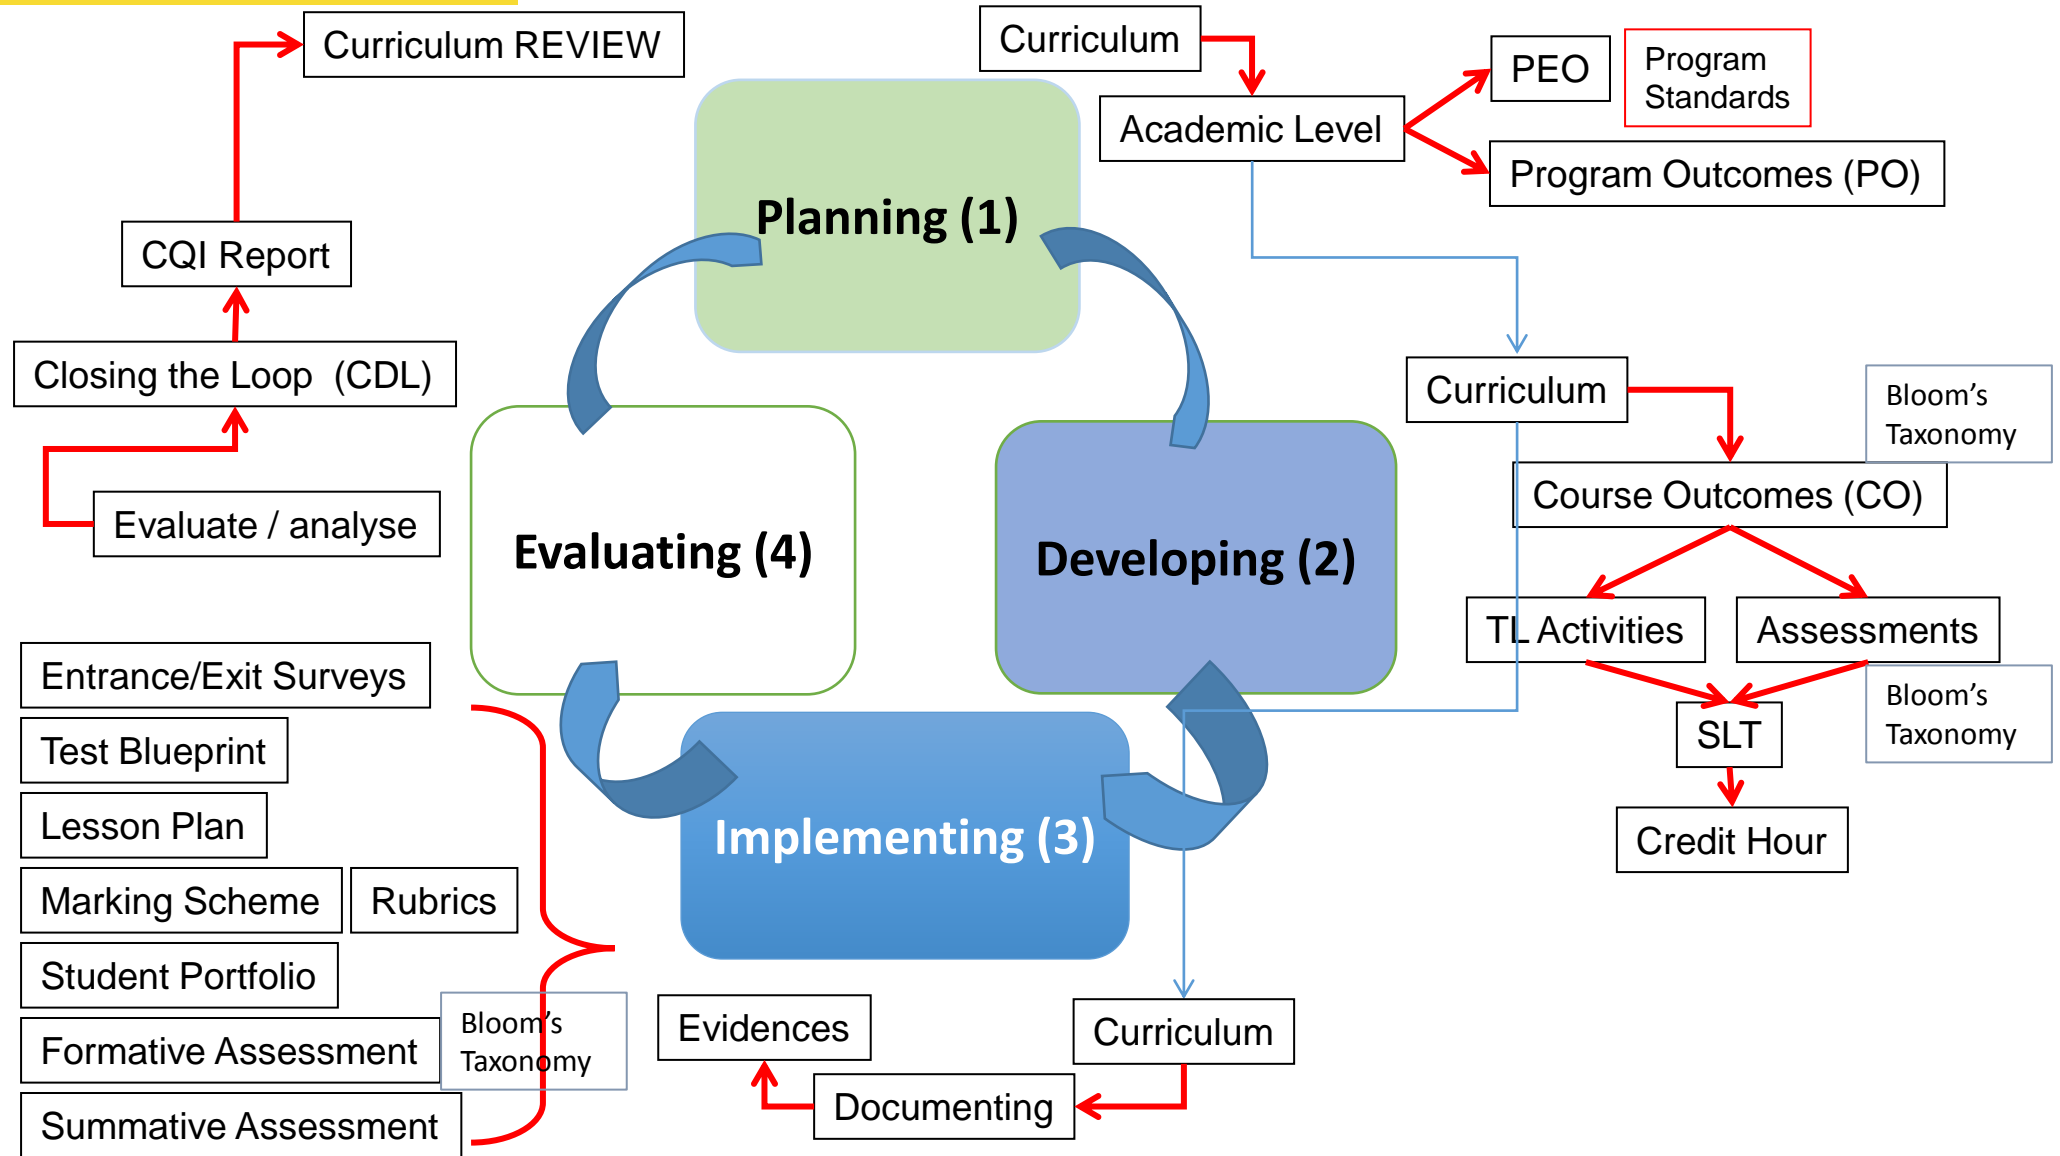 Curriculum REVIEW
Curriculum
PEO
Program
Standards
Academic Level
Program Outcomes (PO)
Planning (1)
CQI Report
Closing the Loop  (CDL)
Curriculum
Bloom’s
Taxonomy
Evaluate / analyse
Course Outcomes (CO)
Evaluating (4)
Developing (2)
TL Activities
Assessments
Entrance/Exit Surveys
Bloom’s
Taxonomy
Test Blueprint
SLT
Lesson Plan
Implementing (3)
Credit Hour
Marking Scheme
Rubrics
Student Portfolio
Formative Assessment
Bloom’s
Taxonomy
Evidences
Curriculum
Documenting
Summative Assessment